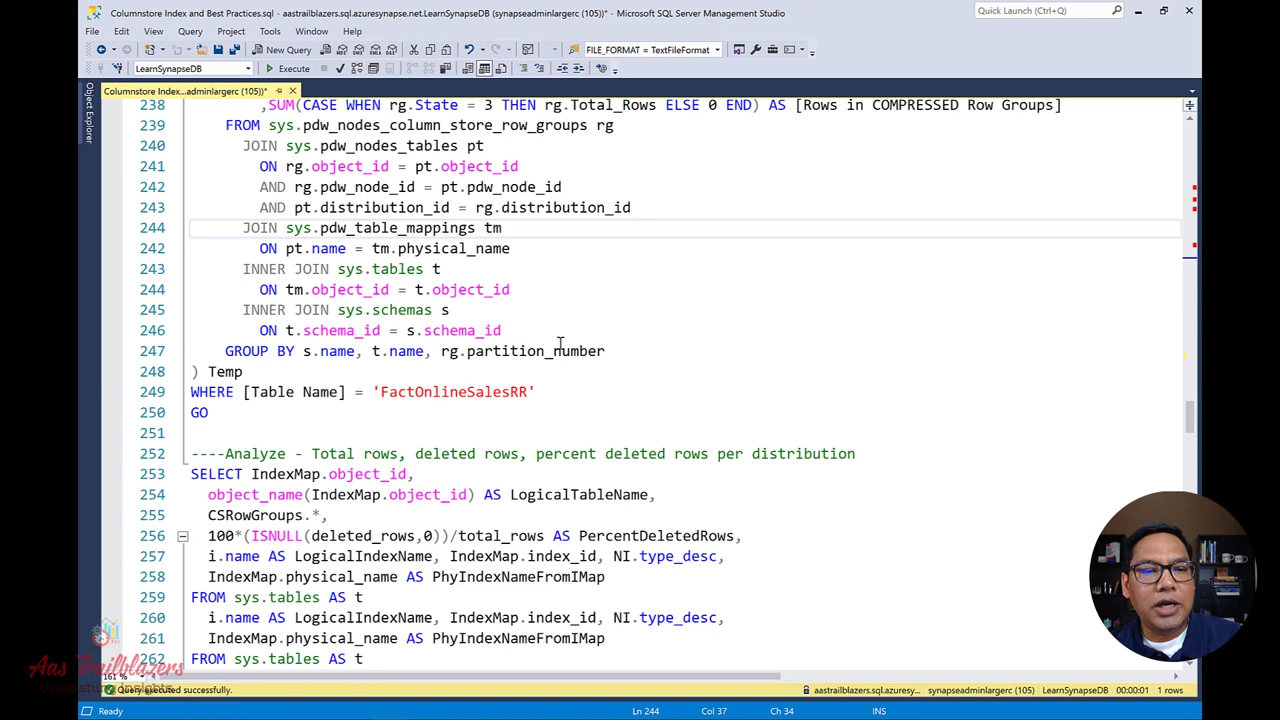 Columnstore Index and Best Practices.sql - aastrailblazers.sql.azuresynapse.net.LearnSynapseDB (synapseadminlargerc (105))* - Microsoft SQL Server Management Studio
Quick Launch (Ctrl+Q)
File Edit View Query Project Tools Window Help
New Query
FILE_FORMAT = TextFileFormat
LearnSynapseDB
Execute
Columnstore Index...adminlargerc (105))*
Object Explorer
238 ,SUM(CASE WHEN rg.State = 3 THEN rg.Total_Rows ELSE 0 END) AS [Rows in COMPRESSED Row Groups]
239 FROM sys.pdw_nodes_column_store_row_groups rg
240 JOIN sys.pdw_nodes_tables pt
241 ON rg.object_id = pt.object_id
242 AND rg.pdw_node_id = pt.pdw_node_id
243 AND pt.distribution_id = rg.distribution_id
244 JOIN sys.pdw_table_mappings tm
242 ON pt.name = tm.physical_name
243 INNER JOIN sys.tables t
244 ON tm.object_id = t.object_id
245 INNER JOIN sys.schemas s
246 ON t.schema_id = s.schema_id
247 GROUP BY s.name, t.name, rg.partition_number
248 ) Temp
249 WHERE [Table Name] = 'FactOnlineSalesRR'
250 GO
251
252 ----Analyze - Total rows, deleted rows, percent deleted rows per distribution
253 SELECT IndexMap.object_id,
254 object_name(IndexMap.object_id) AS LogicalTableName,
255 CSRowGroups.*,
256 100*(ISNULL(deleted_rows,0))/total_rows AS PercentDeletedRows,
257 i.name AS LogicalIndexName, IndexMap.index_id, NI.type_desc,
258 IndexMap.physical_name AS PhyIndexNameFromIMap
259 FROM sys.tables AS t
260 i.name AS LogicalIndexName, IndexMap.index_id, NI.type_desc,
261 IndexMap.physical_name AS PhyIndexNameFromIMap
262 FROM sys.tables AS t
Aas Trailblazers
Unleashing Insights
161 %
Query executed successfully.
aastrailblazers.sql.azuresy...
synapseadminlargerc (105)
LearnSynapseDB
00:00:01
1 rows
Ready
Ln 244
Col 37
Ch 34
INS